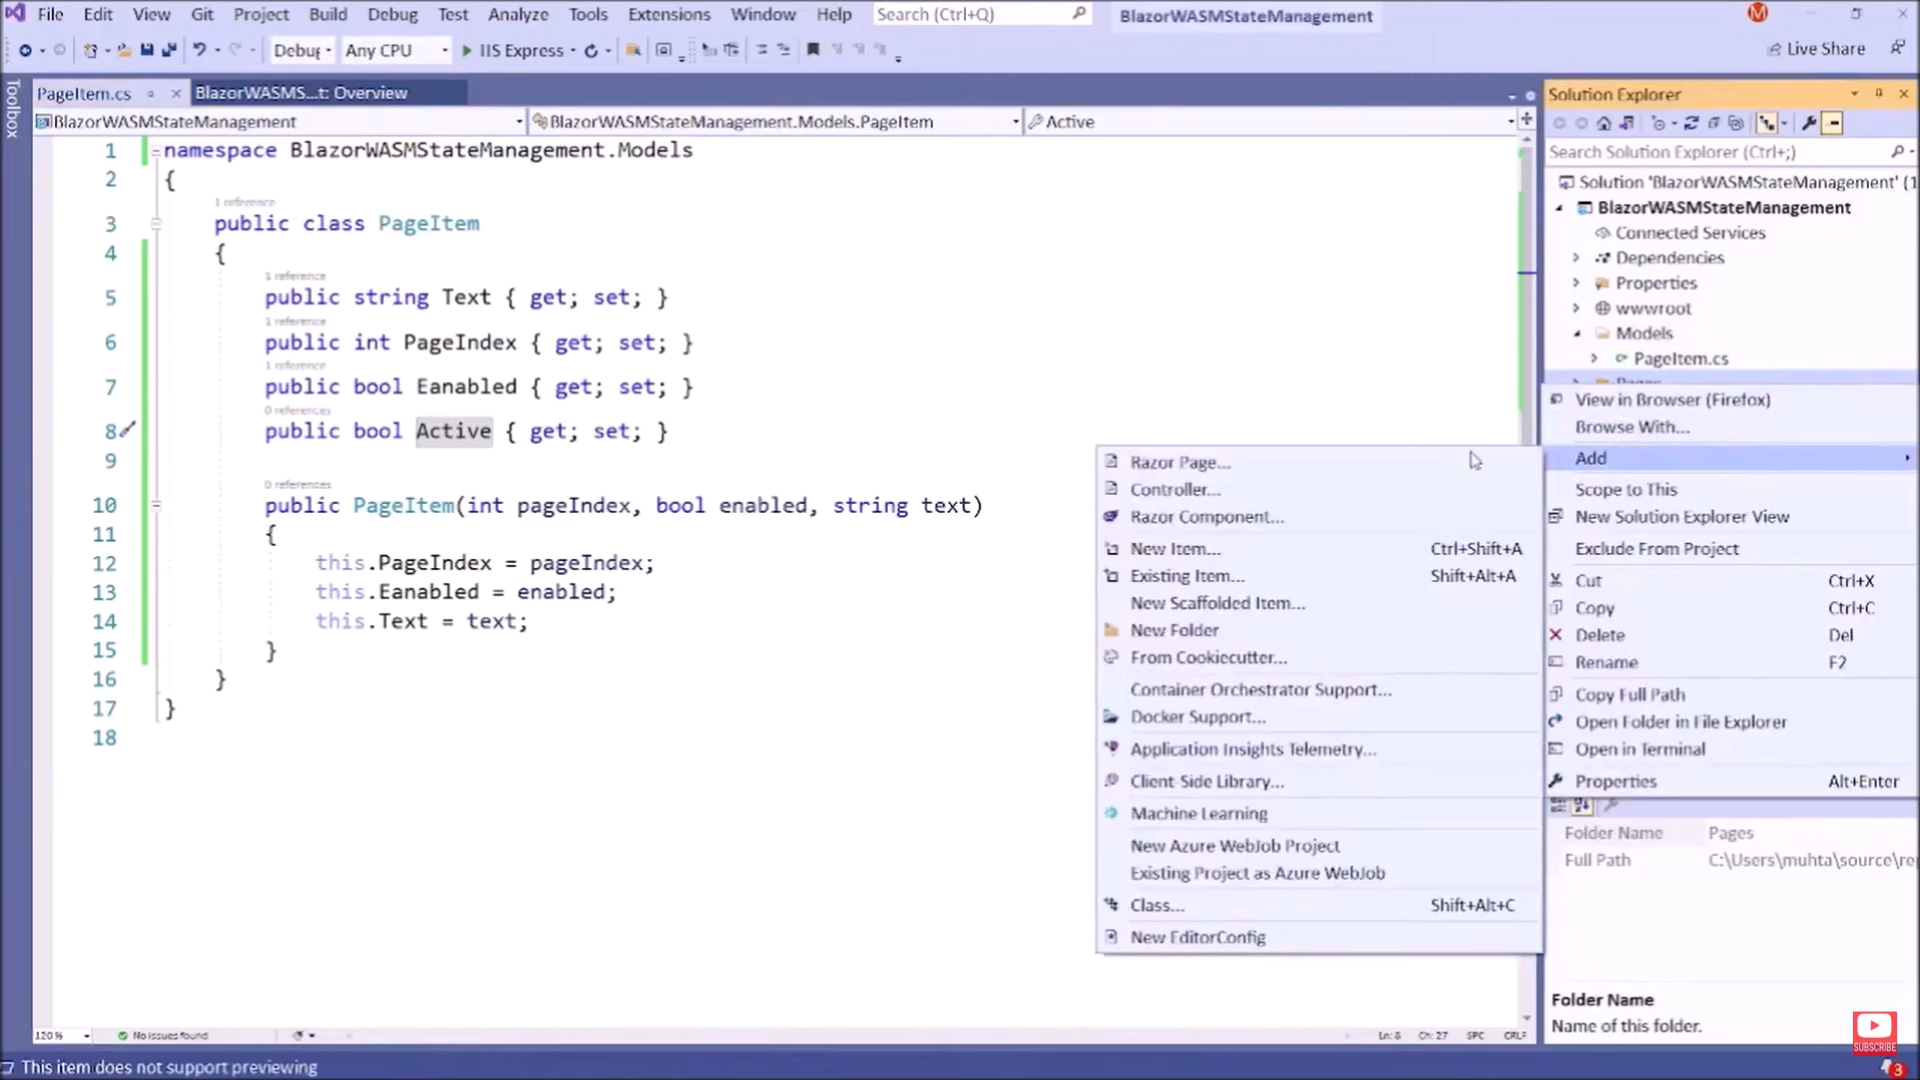 File Edit View Git Project Build Debug Test Analyze Tools Extensions Window Help Search (Ctrl+Q) BlazorWASMStateManagement M
Debug Any CPU IIS Express Live Share
Toolbox
PageItem.cs BlazorWASMS...t: Overview
BlazorWASMStateManagement BlazorWASMStateManagement.Models.PageItem Active
1 namespace BlazorWASMStateManagement.Models
2 {
1 reference
3 public class PageItem
4 {
1 reference
5 public string Text { get; set; }
1 reference
6 public int PageIndex { get; set; }
1 reference
7 public bool Eanabled { get; set; }
0 references
8 public bool Active { get; set; }
9
0 references
10 public PageItem(int pageIndex, bool enabled, string text)
11 {
12 this.PageIndex = pageIndex;
13 this.Eanabled = enabled;
14 this.Text = text;
15 }
16 }
17 }
18
Razor Page...
Controller...
Razor Component...
New Item... Ctrl+Shift+A
Existing Item... Shift+Alt+A
New Scaffolded Item...
New Folder
From Cookiecutter...
Container Orchestrator Support...
Docker Support...
Application Insights Telemetry...
Client-Side Library...
Machine Learning
New Azure WebJob Project
Existing Project as Azure WebJob
Class... Shift+Alt+C
New EditorConfig
Solution Explorer
Search Solution Explorer (Ctrl+;)
Solution 'BlazorWASMStateManagement' (1
BlazorWASMStateManagement
Connected Services
Dependencies
Properties
wwwroot
Models
PageItem.cs
Pages
View in Browser (Firefox)
Browse With...
Add
Scope to This
New Solution Explorer View
Exclude From Project
Cut Ctrl+X
Copy Ctrl+C
Delete Del
Rename F2
Copy Full Path
Open Folder in File Explorer
Open in Terminal
Properties Alt+Enter
Folder Name Pages
Full Path C:\Users\muhta\source\re
Folder Name
Name of this folder.
SUBSCRIBE
120 % No issues found Ln: 8 Ch: 27 SPC CRLF
This item does not support previewing 3